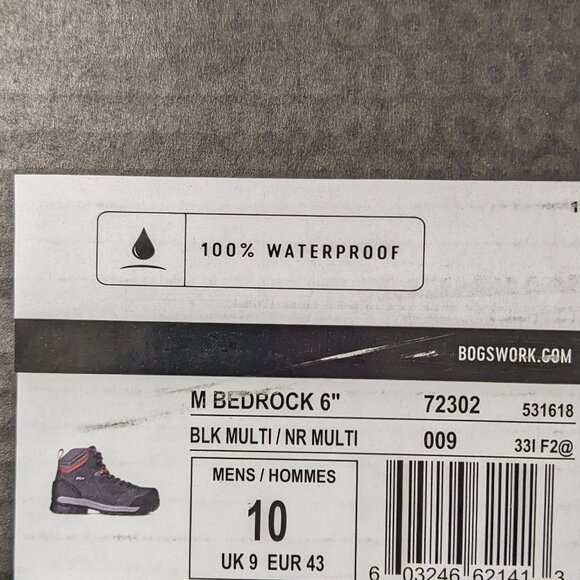 100% WATERPROOF
BOGSWORK.COM
M BEDROCK 6" 72302 531618
BLK MULTI / NR MULTI 009 33I F2@
MENS / HOMMES
10
UK 9 EUR 43
6 03246 62141 3